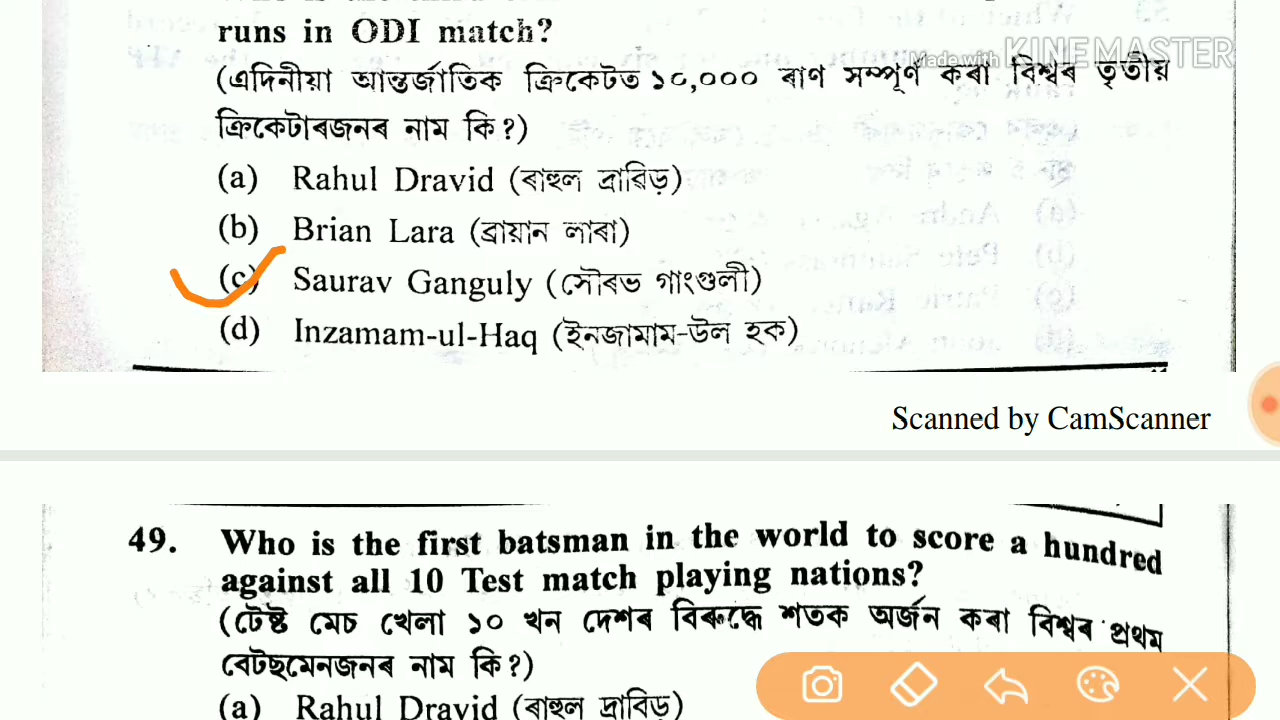 runs in ODI match?
Made with KINEMASTER
(এদিনীয়া আন্তৰ্জাতিক ক্ৰিকেটত ১০,০০০ ৰাণ সম্পূৰ্ণ কৰা বিশ্বৰ তৃতীয়
ক্ৰিকেটাৰজনৰ নাম কি?)
(a) Rahul Dravid (ৰাহুল দ্ৰাৱিড়)
(b) Brian Lara (ব্ৰায়ান লাৰা)
(c) Saurav Ganguly (সৌৰভ গাংগুলী)
(d) Inzamam-ul-Haq (ইনজামাম-উল হক)
Scanned by CamScanner
49. Who is the first batsman in the world to score a hundred
against all 10 Test match playing nations?
(টেষ্ট মেচ খেলা ১০ খন দেশৰ বিৰুদ্ধে শতক অৰ্জন কৰা বিশ্বৰ প্ৰথম
বেটছমেনজনৰ নাম কি?)
(a) Rahul Dravid (ৰাহুল দ্ৰাবিড়)